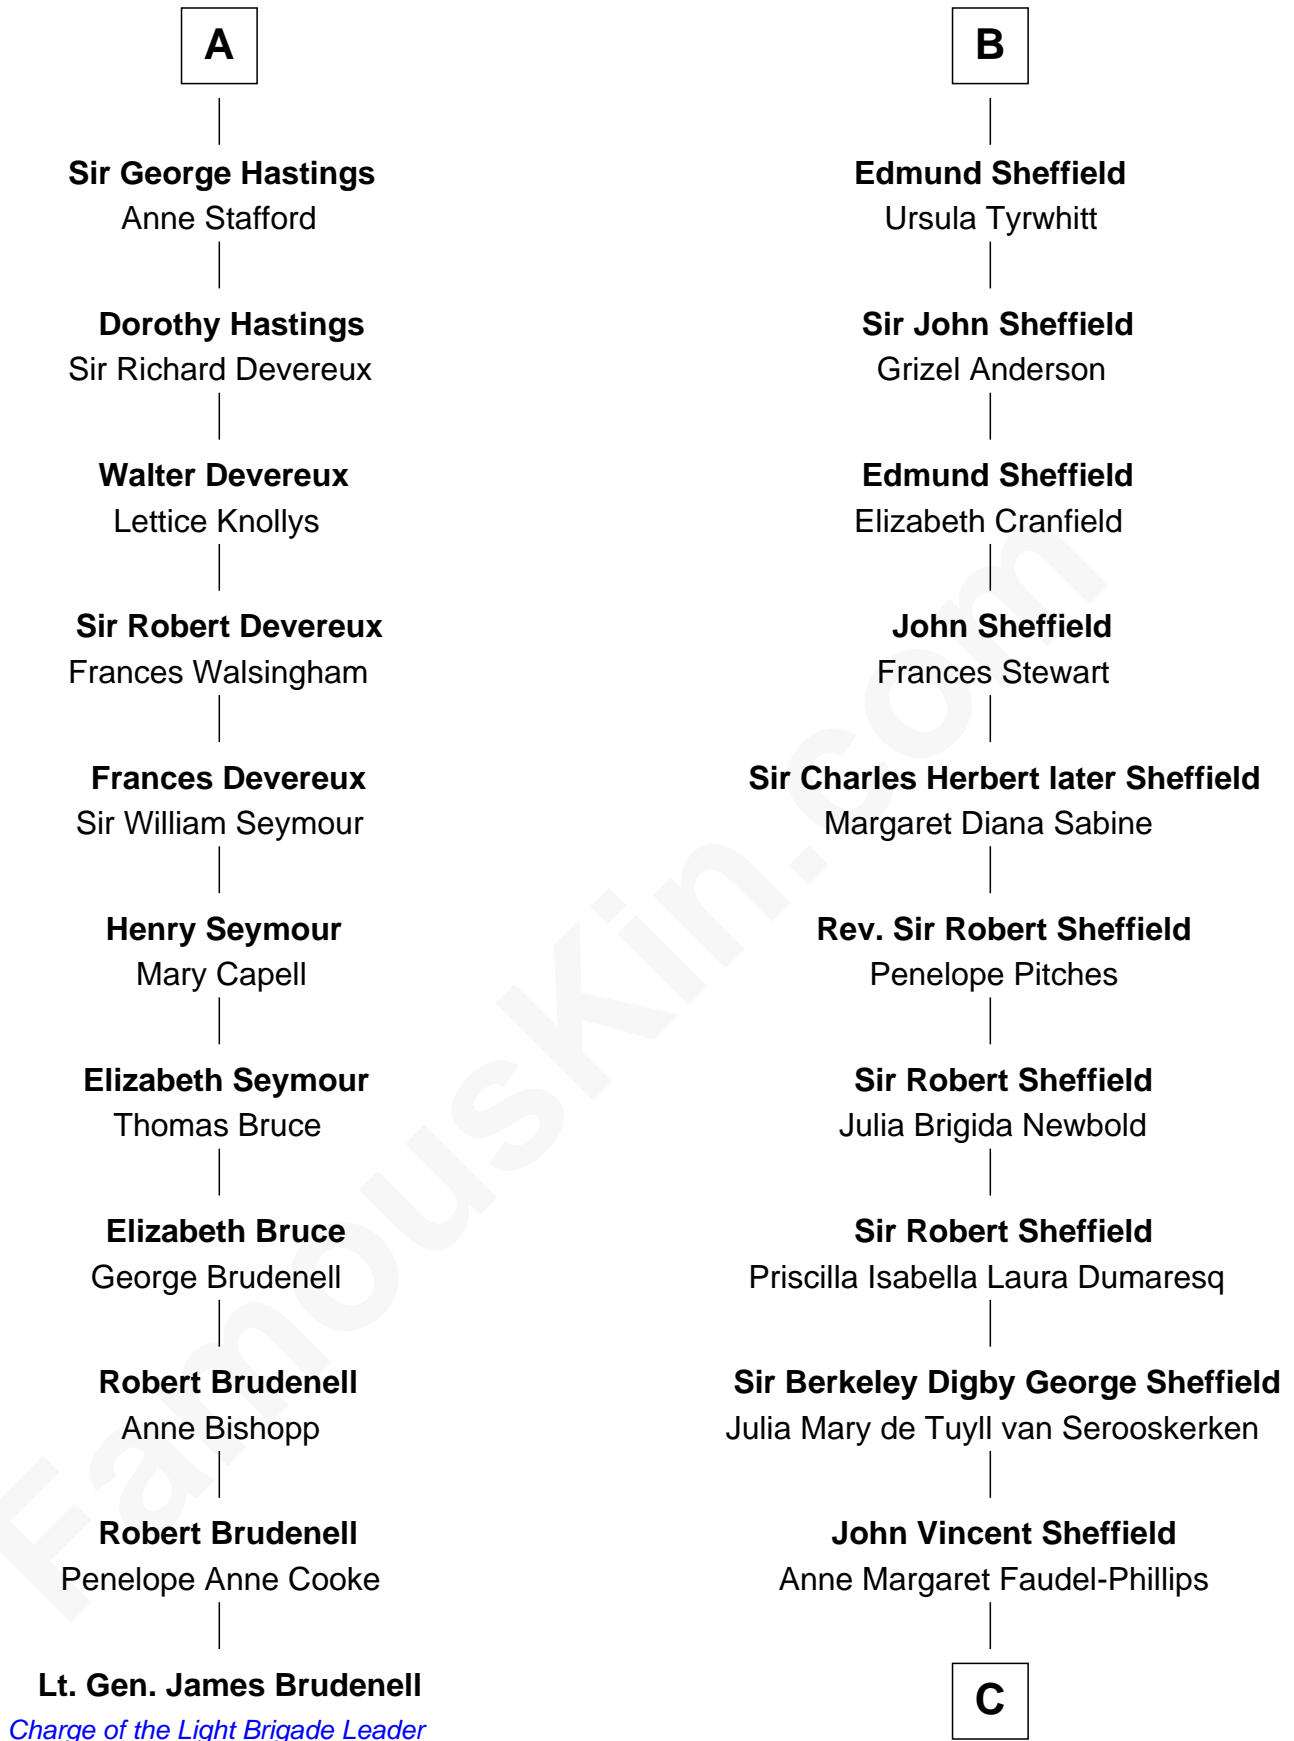 A
Sir George Hastings
Anne Stafford
Dorothy Hastings
Sir Richard Devereux
Walter Devereux
Lettice Knollys
Sir Robert Devereux
Frances Walsingham
Frances Devereux
Sir William Seymour
Henry Seymour
Mary Capell
Elizabeth Seymour
Thomas Bruce
Elizabeth Bruce
George Brudenell
Robert Brudenell
Anne Bishopp
Robert Brudenell
Penelope Anne Cooke
Lt. Gen. James Brudenell
Charge of the Light Brigade Leader
B
Edmund Sheffield
Ursula Tyrwhitt
Sir John Sheffield
Grizel Anderson
Edmund Sheffield
Elizabeth Cranfield
John Sheffield
Frances Stewart
Sir Charles Herbert later Sheffield
Margaret Diana Sabine
Rev. Sir Robert Sheffield
Penelope Pitches
Sir Robert Sheffield
Julia Brigida Newbold
Sir Robert Sheffield
Priscilla Isabella Laura Dumaresq
Sir Berkeley Digby George Sheffield
Julia Mary de Tuyll van Serooskerken
John Vincent Sheffield
Anne Margaret Faudel-Phillips
C
FamousKin.com